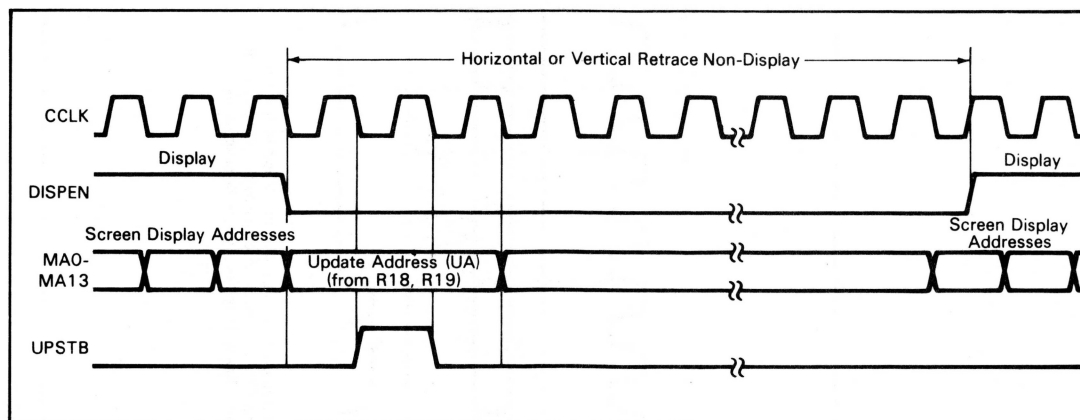 Horizontal or Vertical Retrace Non-Display
CCLK
Display
Display
DISPEN
Screen Display Addresses
Screen Display
Addresses
MA0-
MA13
Update Address (UA)
(from R18, R19)
UPSTB